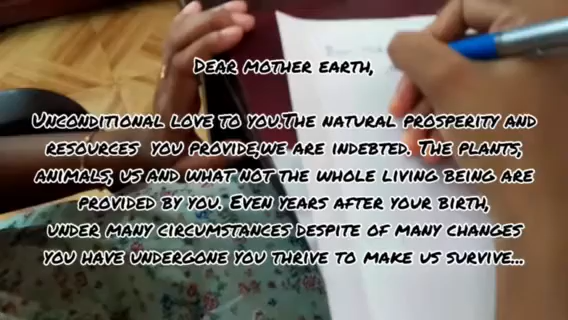 Dear mother earth,
Unconditional love to you.The natural prosperity and
resources you provide,we are indebted. The plants,
animals, us and what not the whole living being are
provided by you. Even years after your birth,
under many circumstances despite of many changes
you have undergone you thrive to make us survive...